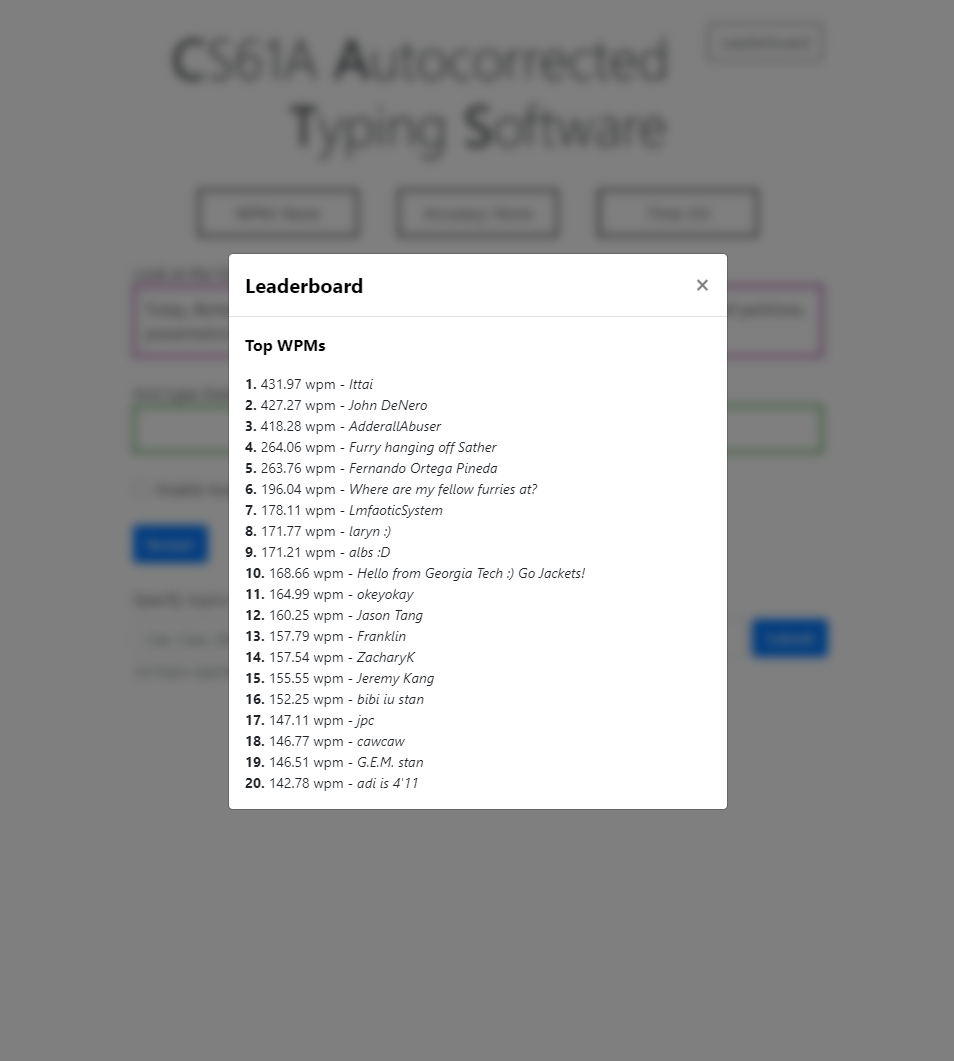 CS61A Autocorrected
Leaderboard
Typing Software
Leaderboard ×
Top WPMs
1. 431.97 wpm - Ittai
2. 427.27 wpm - John DeNero
3. 418.28 wpm - AdderallAbuser
4. 264.06 wpm - Furry hanging off Sather
5. 263.76 wpm - Fernando Ortega Pineda
6. 196.04 wpm - Where are my fellow furries at?
7. 178.11 wpm - LmfaoticSystem
8. 171.77 wpm - laryn :)
9. 171.21 wpm - albs :D
10. 168.66 wpm - Hello from Georgia Tech :) Go Jackets!
11. 164.99 wpm - okeyokay
12. 160.25 wpm - Jason Tang
13. 157.79 wpm - Franklin
14. 157.54 wpm - ZacharyK
15. 155.55 wpm - Jeremy Kang
16. 152.25 wpm - bibi iu stan
17. 147.11 wpm - jpc
18. 146.77 wpm - cawcaw
19. 146.51 wpm - G.E.M. stan
20. 142.78 wpm - adi is 4'11